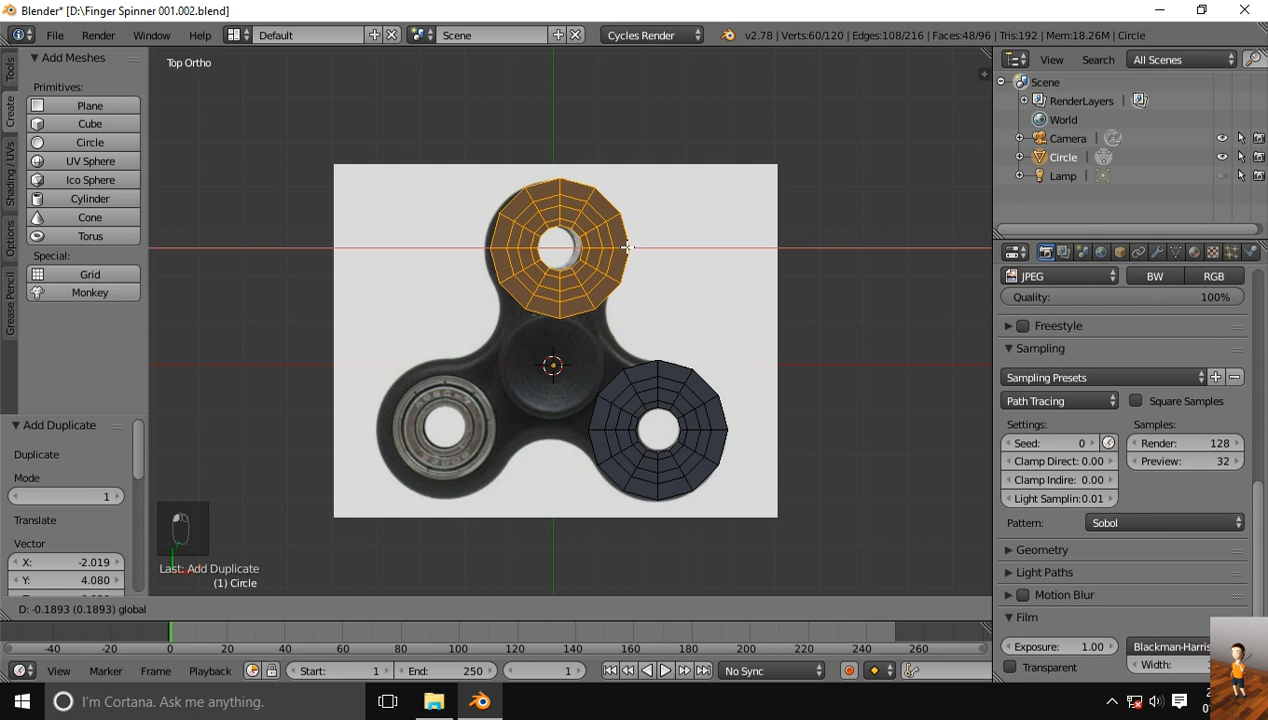 Blender* [D:\Finger Spinner 001.002.blend]
File Render Window Help Default Scene Cycles Render v2.78 | Verts:60/120 | Edges:108/216 | Faces:48/96 | Tris:192 | Mem:18.26M | Circle
Tools
Create
Shading / UVs
Options
Grease Pencil
Add Meshes
Primitives:
Plane
Cube
Circle
UV Sphere
Ico Sphere
Cylinder
Cone
Torus
Special:
Grid
Monkey
Add Duplicate
Duplicate
Mode
1
Translate
Vector
X: -2.019
Y: 4.080
Top Ortho
Last: Add Duplicate
(1) Circle
D: -0.1893 (0.1893) global
View Search All Scenes
Scene
RenderLayers
World
Camera
Circle
Lamp
JPEG BW RGB
Quality: 100%
Freestyle
Sampling
Sampling Presets
Path Tracing Square Samples
Settings: Samples:
Seed: 0 Render: 128
Clamp Direct: 0.00 Preview: 32
Clamp Indire: 0.00
Light Samplin: 0.01
Pattern: Sobol
Geometry
Light Paths
Motion Blur
Film
Exposure: 1.00 Blackman-Harris
Transparent Width:
-40 -20 0 20 40 60 80 100 120 140 160 180 200 220 240 260
View Marker Frame Playback Start: 1 End: 250 1 No Sync
I'm Cortana. Ask me anything.